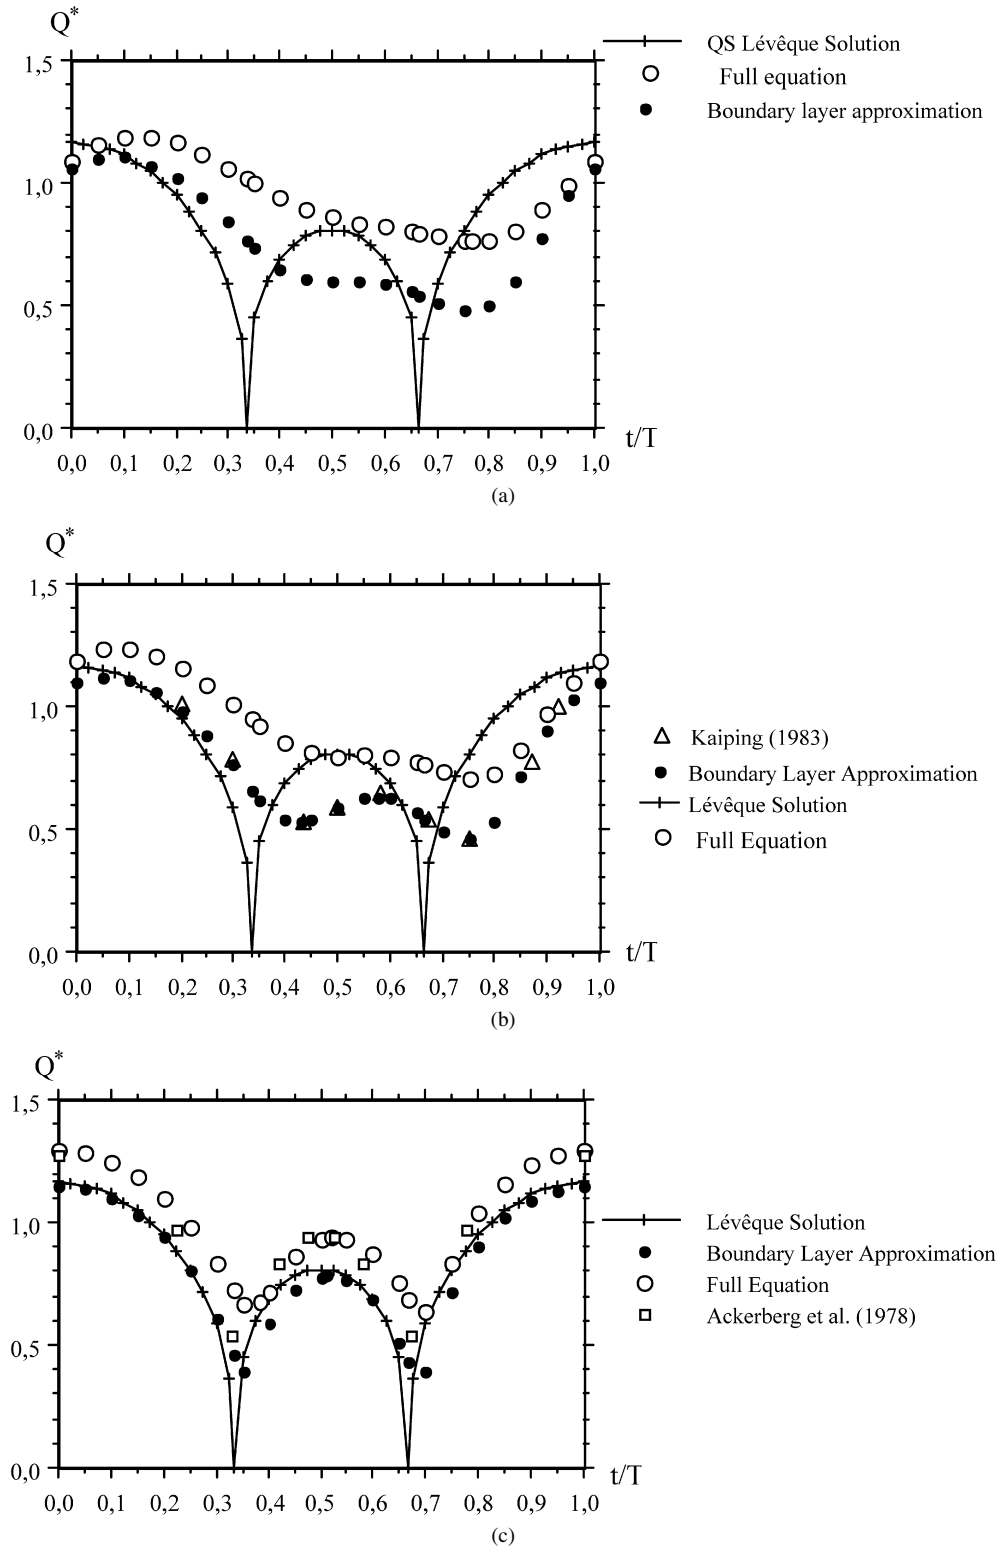 Q*
QS Lévêque Solution
Full equation
Boundary layer approximation
1,5
1,0
0,5
0,0
t/T
0,0 0,1 0,2 0,3 0,4 0,5 0,6 0,7 0,8 0,9 1,0
(a)
Q*
1,5
1,0
0,5
0,0
Kaiping (1983)
Boundary Layer Approximation
Lévêque Solution
Full Equation
t/T
0,0 0,1 0,2 0,3 0,4 0,5 0,6 0,7 0,8 0,9 1,0
(b)
Q*
1,5
1,0
0,5
0,0
Lévêque Solution
Boundary Layer Approximation
Full Equation
Ackerberg et al. (1978)
t/T
0,0 0,1 0,2 0,3 0,4 0,5 0,6 0,7 0,8 0,9 1,0
(c)